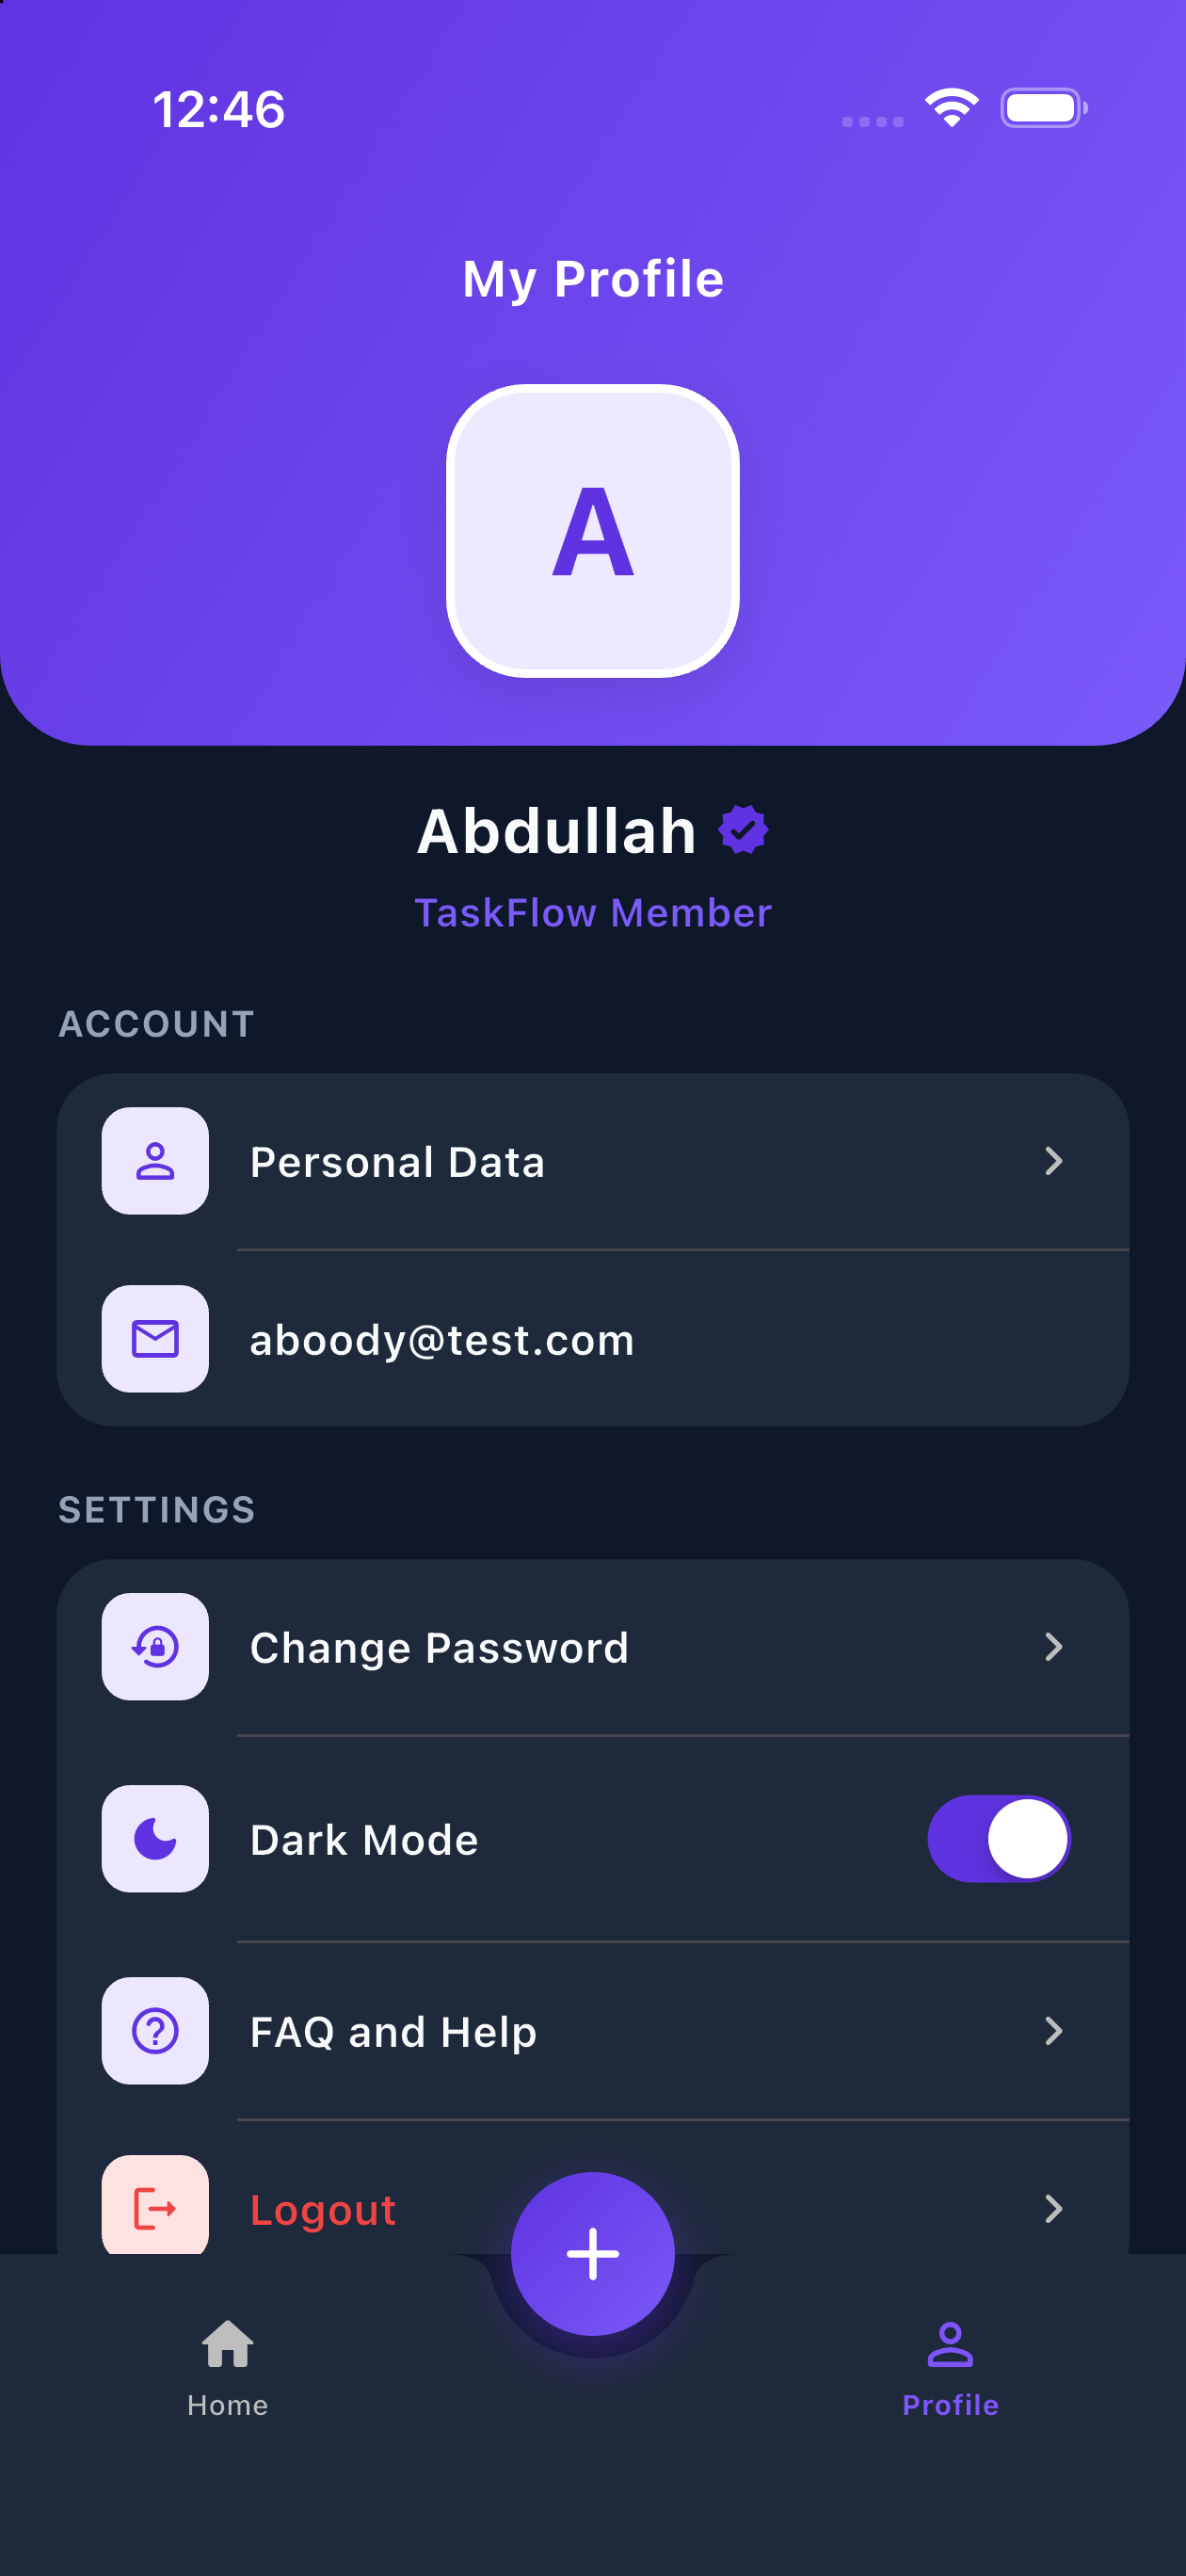 12:46
My Profile
A
Abdullah
TaskFlow Member
ACCOUNT
Personal Data
aboody@test.com
SETTINGS
Change Password
Dark Mode
FAQ and Help
Logout
Home
Profile